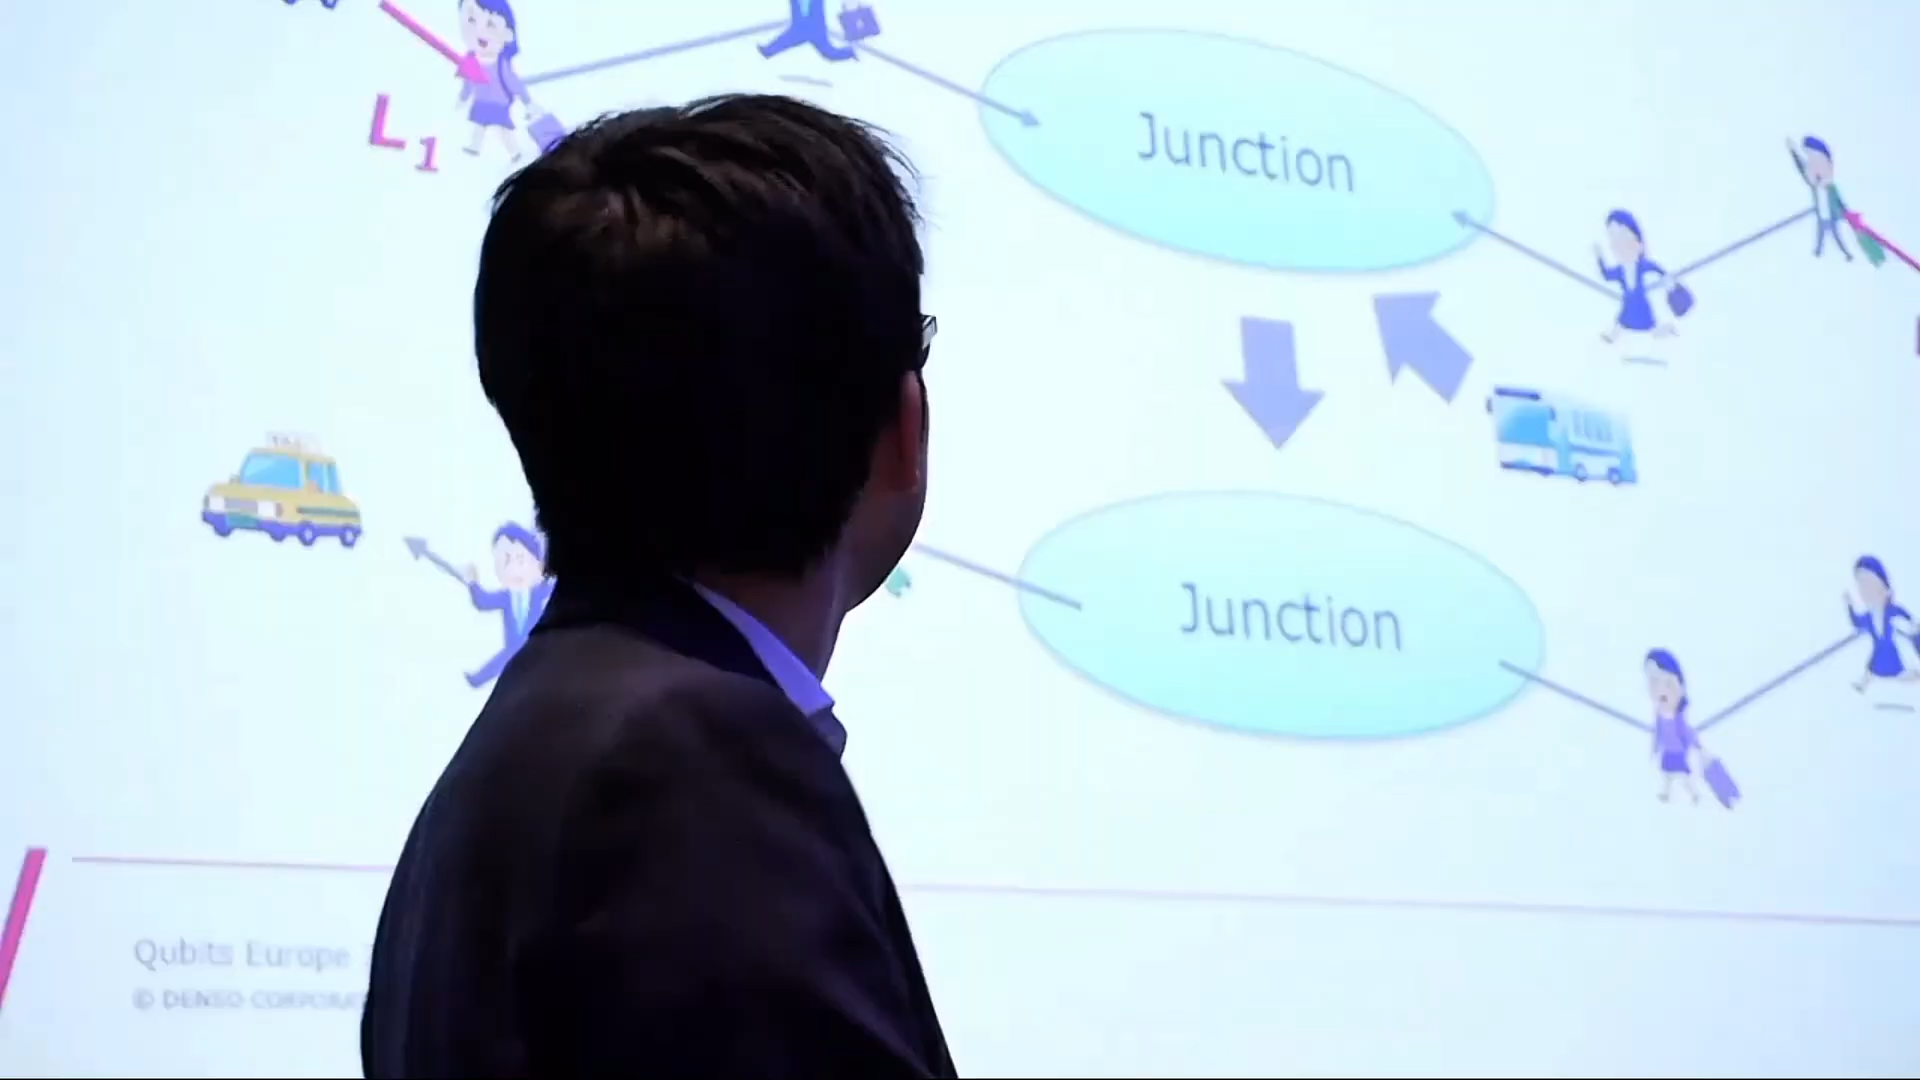 L1
Junction
Junction
Qubits Europe
© DENSO CORPORAT